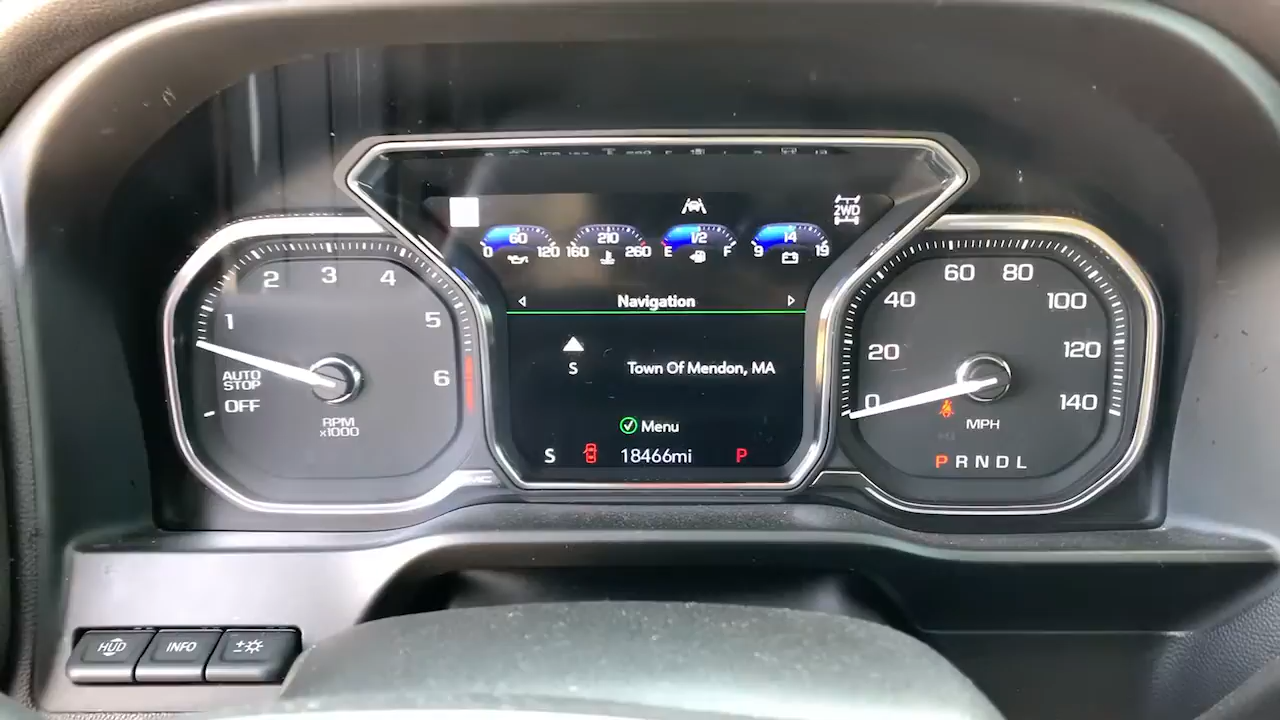 2WD
60
0 120
210
160 260
1/2
E F
14
9 19
Navigation
S
Town Of Mendon, MA
Menu
S 18466mi P
1 2 3 4 5 6
AUTO
STOP
OFF
RPM
x1000
0 20 40 60 80 100 120 140
MPH
P R N D L
HUD
INFO